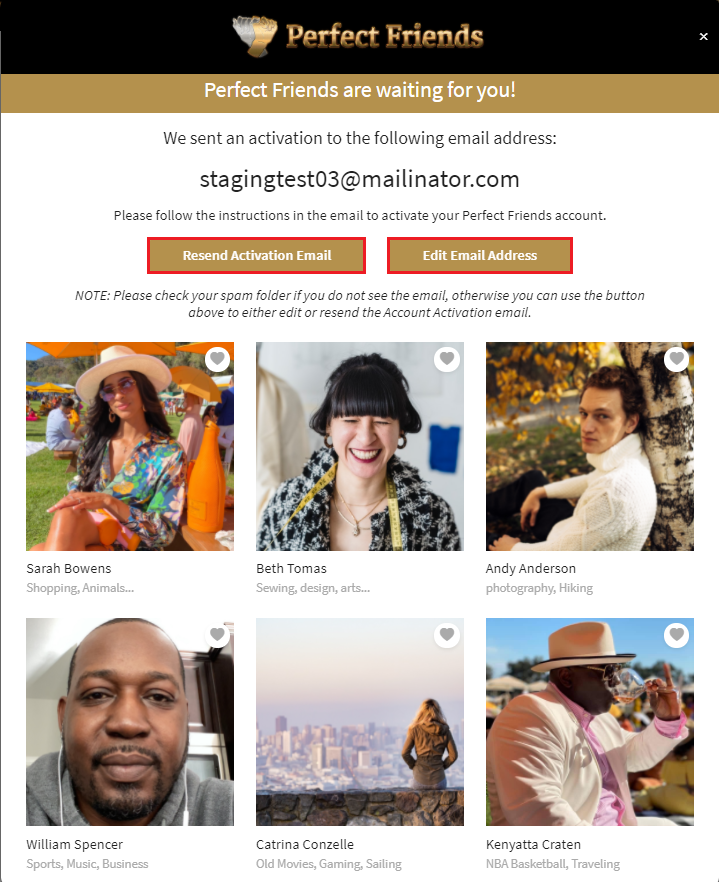 Perfect Friends
×
Perfect Friends are waiting for you!
We sent an activation to the following email address:
stagingtest03@mailinator.com
Please follow the instructions in the email to activate your Perfect Friends account.
Resend Activation Email
Edit Email Address
NOTE: Please check your spam folder if you do not see the email, otherwise you can use the button
above to either edit or resend the Account Activation email.
Sarah Bowens
Shopping, Animals...
Beth Tomas
Sewing, design, arts...
Andy Anderson
photography, Hiking
William Spencer
Sports, Music, Business
Catrina Conzelle
Old Movies, Gaming, Sailing
Kenyatta Craten
NBA Basketball, Traveling